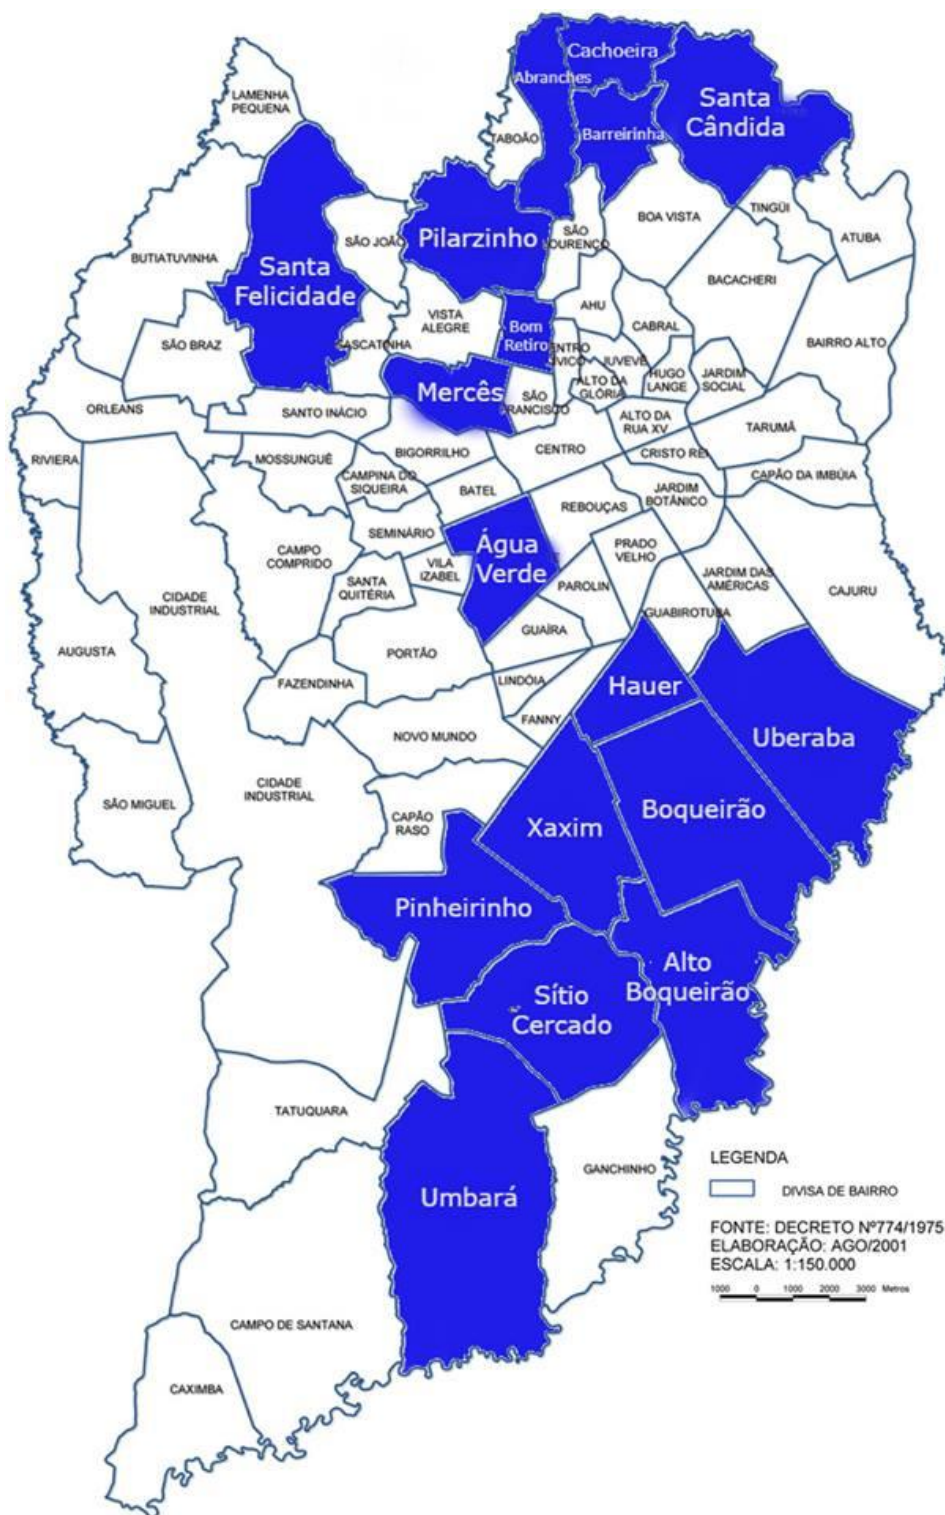 Cachoeira
Abranches
LAMENHA
PEQUENA
Santa
Cândida
TABOÃO
Barreirinha
BOA VISTA
TINGÜI
ATUBA
SÃO JOÃO
Pilarzinho
SÃO
LOURENÇO
BUTIATUVINHA
Santa
Felicidade
BACACHERI
AHU
VISTA
ALEGRE
Bom
Retiro
CABRAL
SÃO BRAZ
CASCATINHA
CENTRO
CÍVICO
JUVEVÊ
BAIRRO ALTO
HUGO
LANGE
JARDIM
SOCIAL
ALTO DA
GLÓRIA
Mercês
SÃO
FRANCISCO
ORLEANS
SANTO INÁCIO
ALTO DA
RUA XV
TARUMÃ
RIVIERA
MOSSUNGUÊ
BIGORRILHO
CENTRO
CRISTO REI
CAMPINA DO
SIQUEIRA
BATEL
JARDIM
BOTÂNICO
CAPÃO DA IMBÚIA
REBOUÇAS
SEMINÁRIO
Água
Verde
PRADO
VELHO
CAMPO
COMPRIDO
VILA
IZABEL
JARDIM DAS
AMÉRICAS
CIDADE
INDUSTRIAL
SANTA
QUITÉRIA
PAROLIN
CAJURU
GUABIROTUBA
GUAÍRA
AUGUSTA
PORTÃO
FAZENDINHA
LINDÓIA
Hauer
FANNY
NOVO MUNDO
Uberaba
CIDADE
INDUSTRIAL
SÃO MIGUEL
Boqueirão
CAPÃO
RASO
Xaxim
Pinheirinho
Alto
Boqueirão
Sítio
Cercado
TATUQUARA
GANCHINHO
Umbará
CAMPO DE SANTANA
CAXIMBA
LEGENDA
DIVISA DE BAIRRO
FONTE: DECRETO Nº774/1975
ELABORAÇÃO: AGO/2001
ESCALA: 1:150.000
1000 0 1000 2000 3000 Metros